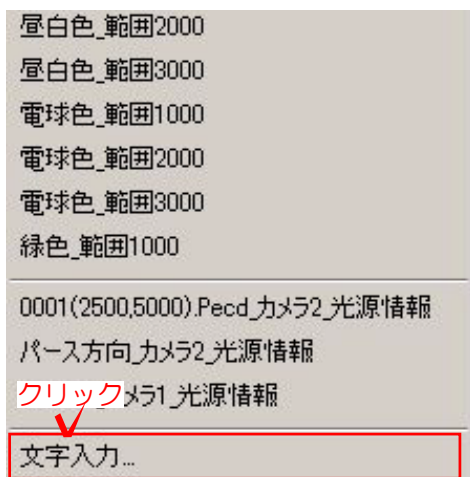 昼白色_範囲2000
昼白色_範囲3000
電球色_範囲1000
電球色_範囲2000
電球色_範囲3000
緑色_範囲1000
0001(2500,5000).Pecd_カメラ2_光源情報
パース方向_カメラ2_光源情報
クリック
メラ1_光源情報
文字入力...